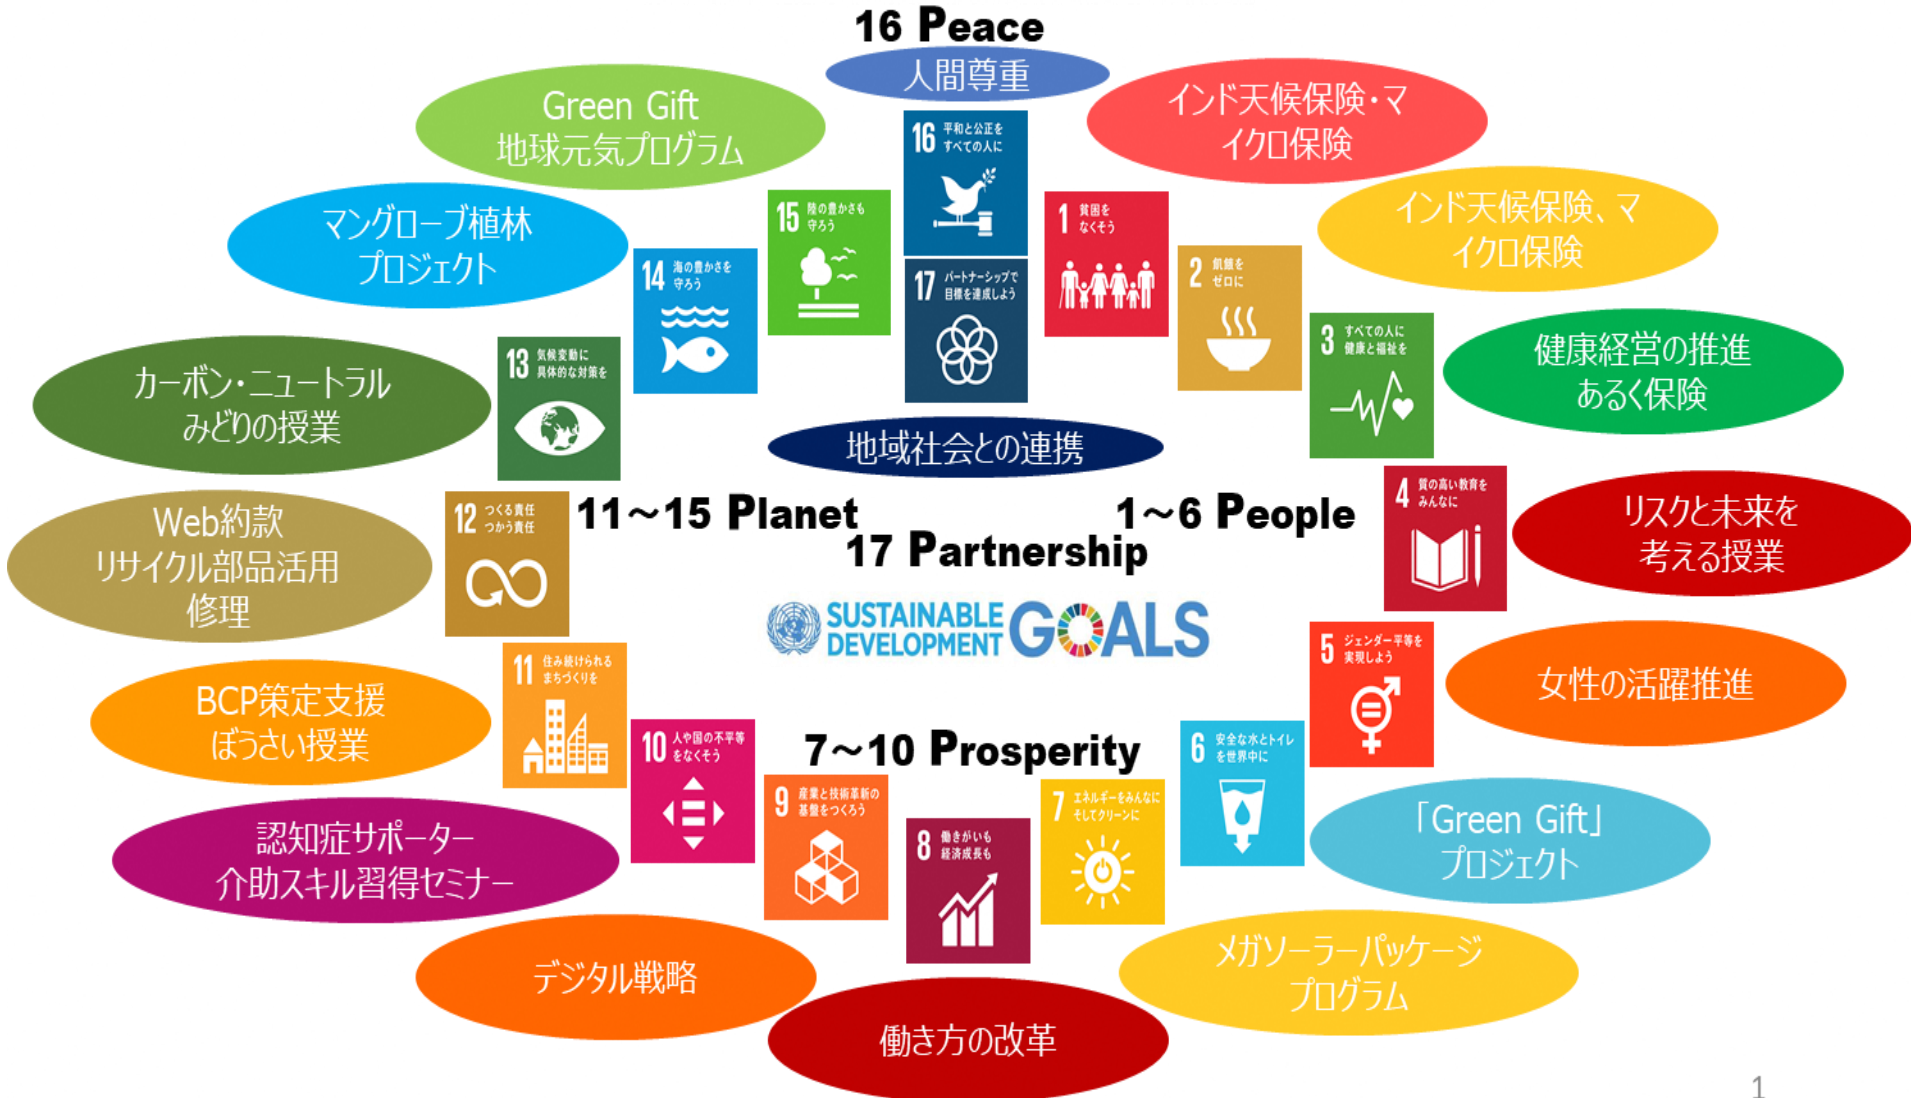 16 Peace
人間尊重
Green Gift
地球元気プログラム
インド天候保険・マ
イクロ保険
16 平和と公正を
すべての人に
マングローブ植林
プロジェクト
15 陸の豊かさも
守ろう
1 貧困を
なくそう
インド天候保険、マ
イクロ保険
14 海の豊かさを
守ろう
17 パートナーシップで
目標を達成しよう
2 飢餓を
ゼロに
カーボン・ニュートラル
みどりの授業
13 気候変動に
具体的な対策を
3 すべての人に
健康と福祉を
健康経営の推進
あるく保険
地域社会との連携
Web約款
リサイクル部品活用
修理
12 つくる責任
つかう責任
11～15 Planet
1～6 People
4 質の高い教育を
みんなに
リスクと未来を
考える授業
17 Partnership
SUSTAINABLE
DEVELOPMENT GOALS
BCP策定支援
ぼうさい授業
11 住み続けられる
まちづくりを
5 ジェンダー平等を
実現しよう
女性の活躍推進
10 人や国の不平等
をなくそう
7～10 Prosperity
6 安全な水とトイレ
を世界中に
認知症サポーター
介助スキル習得セミナー
9 産業と技術革新の
基盤をつくろう
8 働きがいも
経済成長も
7 エネルギーをみんなに
そしてクリーンに
「Green Gift」
プロジェクト
デジタル戦略
働き方の改革
メガソーラーパッケージ
プログラム
1